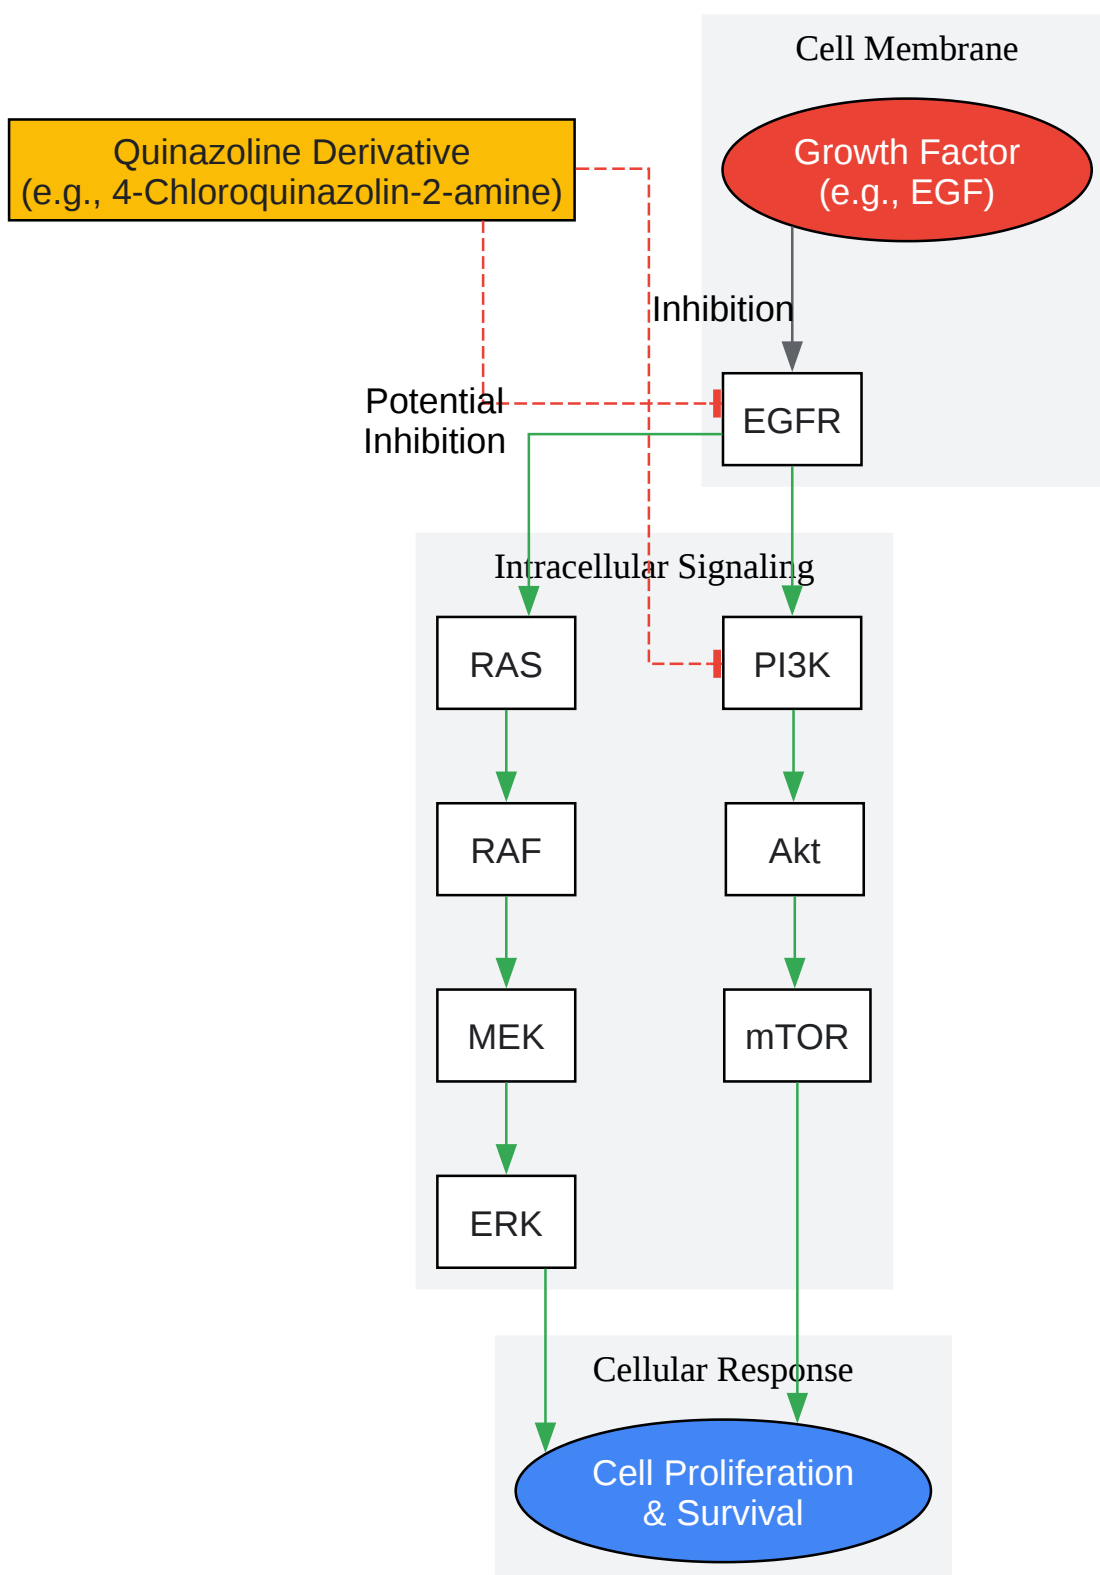 Cell Membrane
Quinazoline Derivative
(e.g., 4-Chloroquinazolin-2-amine)
Growth Factor
(e.g., EGF)
Inhibition
Potential
Inhibition
EGFR
Intracellular Signaling
RAS
PI3K
RAF
Akt
MEK
mTOR
ERK
Cellular Response
Cell Proliferation
& Survival